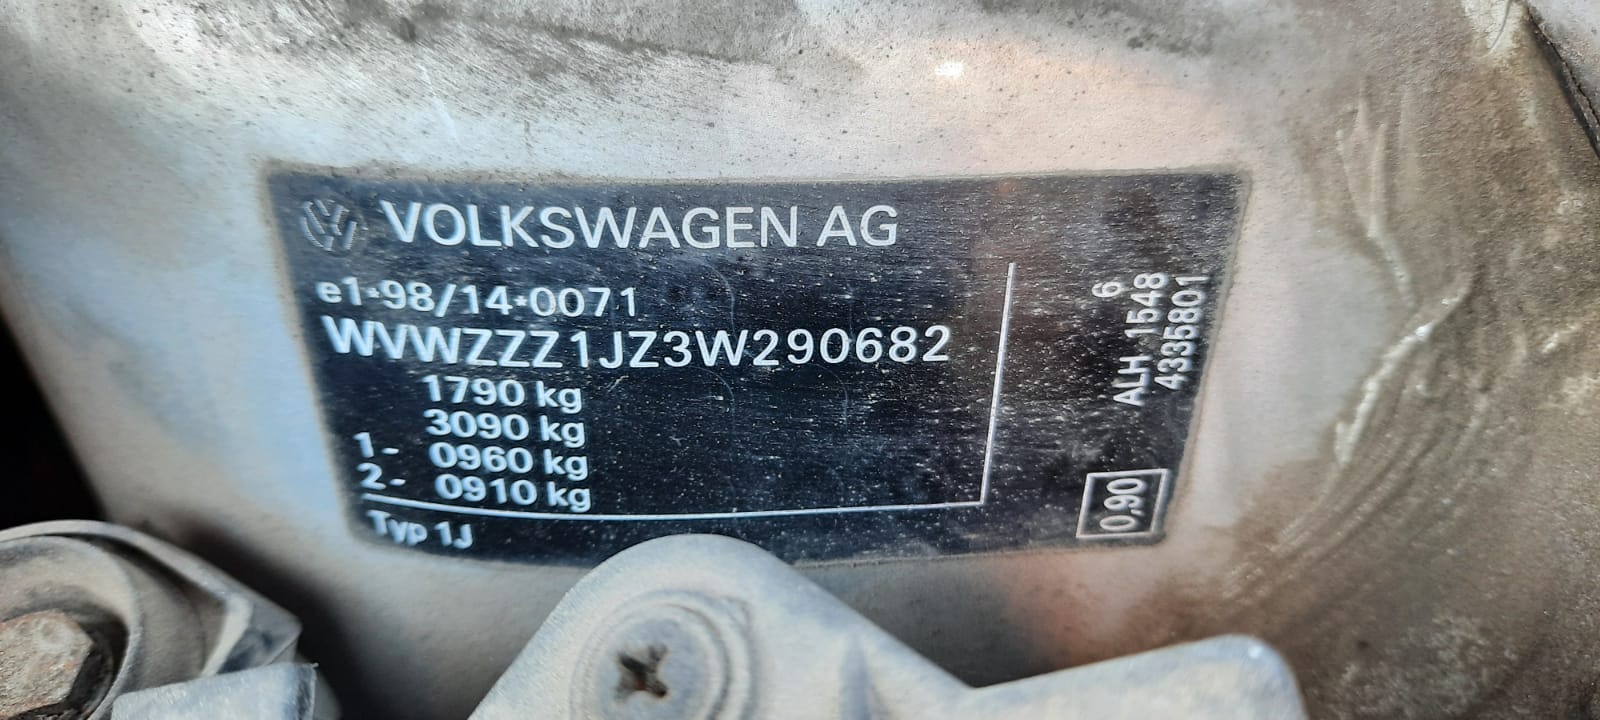 VW VOLKSWAGEN AG
e1*98/14*0071
WVWZZZ1JZ3W290682
1790 kg
3090 kg
1- 0960 kg
2- 0910 kg
Typ 1J
6
ALH 1548
4335801
0,90